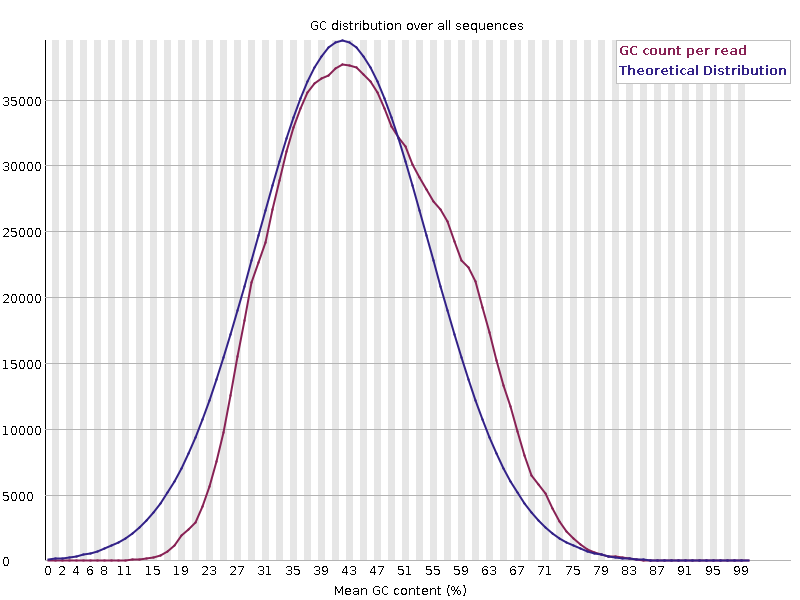 GC distribution over all sequences
GC count per read
Theoretical Distribution
35000
30000
25000
20000
15000
10000
5000
0
0 2 4 6 8 11 15 19 23 27 31 35 39 43 47 51 55 59 63 67 71 75 79 83 87 91 95 99
Mean GC content (%)